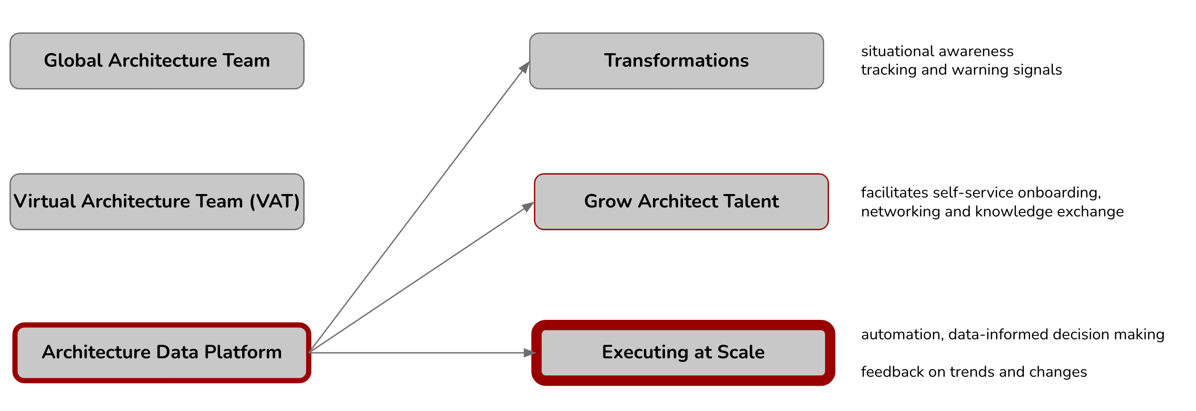 Global Architecture Team
Transformations
situational awareness
tracking and warning signals
Virtual Architecture Team (VAT)
Grow Architect Talent
facilitates self-service onboarding,
networking and knowledge exchange
Architecture Data Platform
Executing at Scale
automation, data-informed decision making
feedback on trends and changes